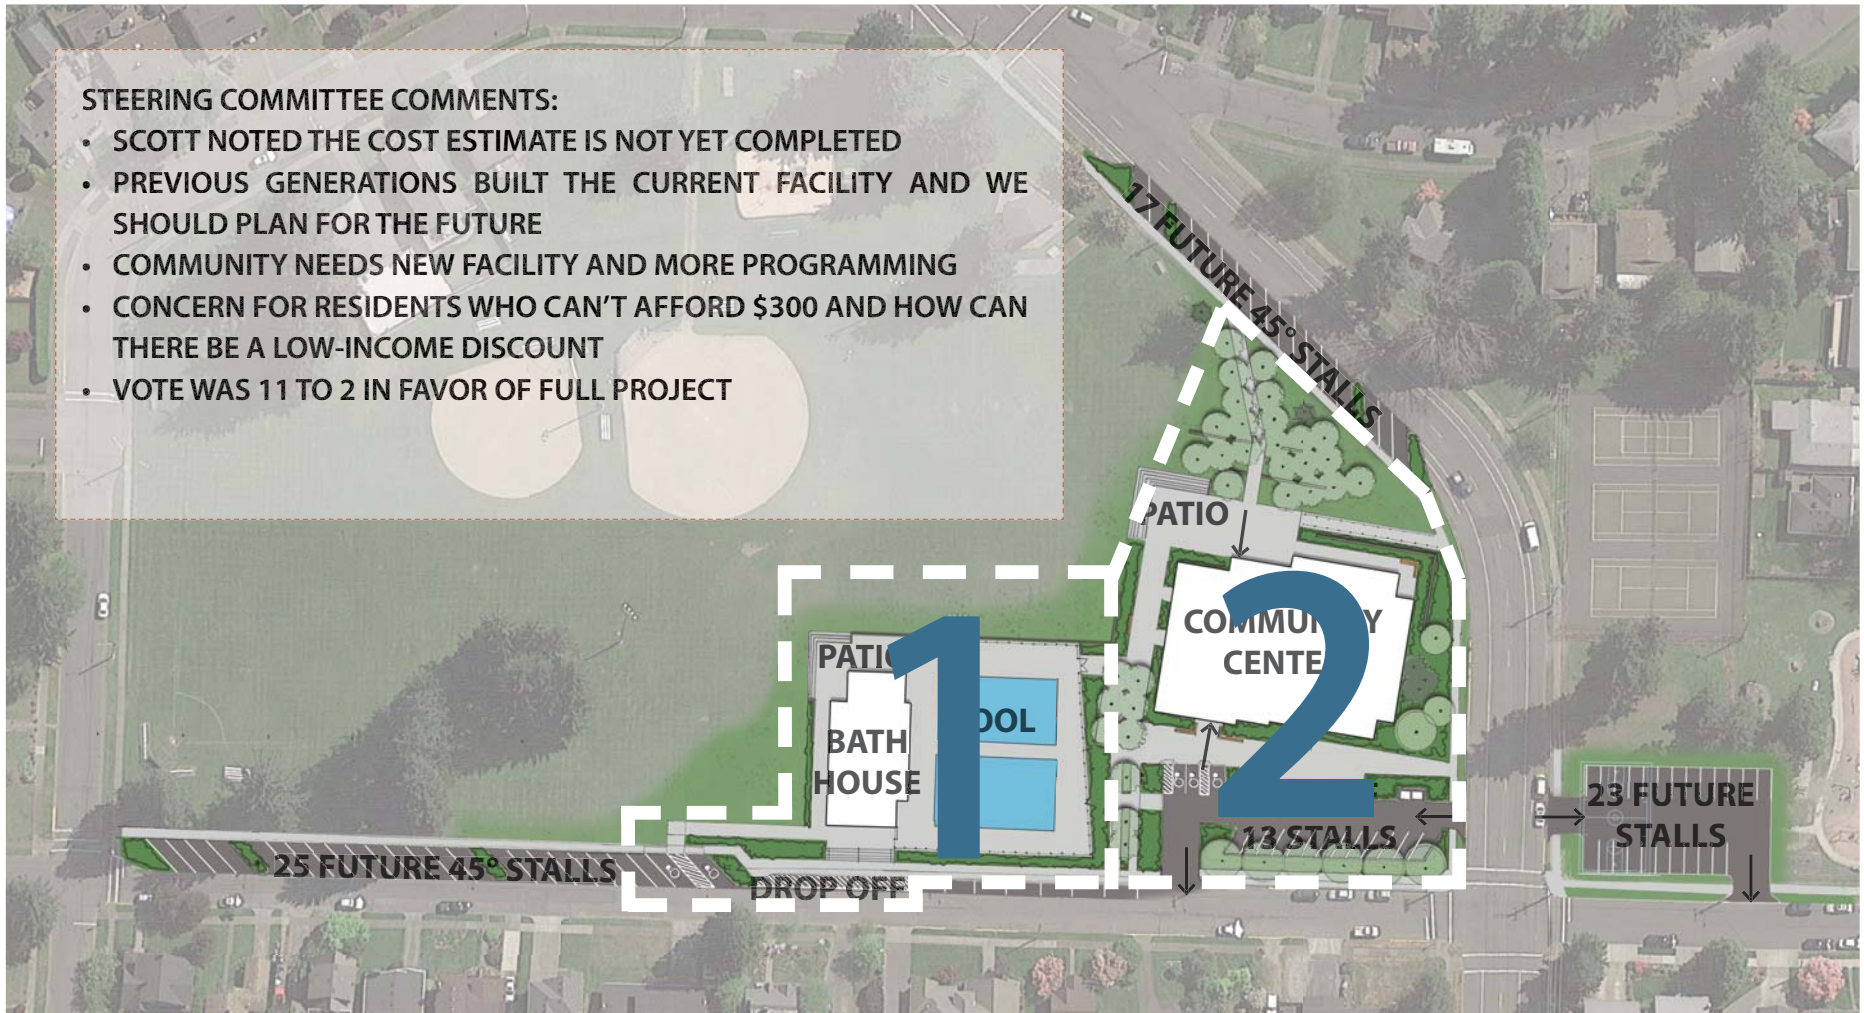 STEERING COMMITTEE COMMENTS:
• SCOTT NOTED THE COST ESTIMATE IS NOT YET COMPLETED
• PREVIOUS GENERATIONS BUILT THE CURRENT FACILITY AND WE
SHOULD PLAN FOR THE FUTURE
• COMMUNITY NEEDS NEW FACILITY AND MORE PROGRAMMING
• CONCERN FOR RESIDENTS WHO CAN'T AFFORD $300 AND HOW CAN
THERE BE A LOW-INCOME DISCOUNT
• VOTE WAS 11 TO 2 IN FAVOR OF FULL PROJECT
17 FUTURE 45° STALLS
PATIO
COMMUNITY
CENTER
2
PATIO
1
POOL
BATH
HOUSE
13 STALLS
23 FUTURE
STALLS
25 FUTURE 45° STALLS
DROP OFF